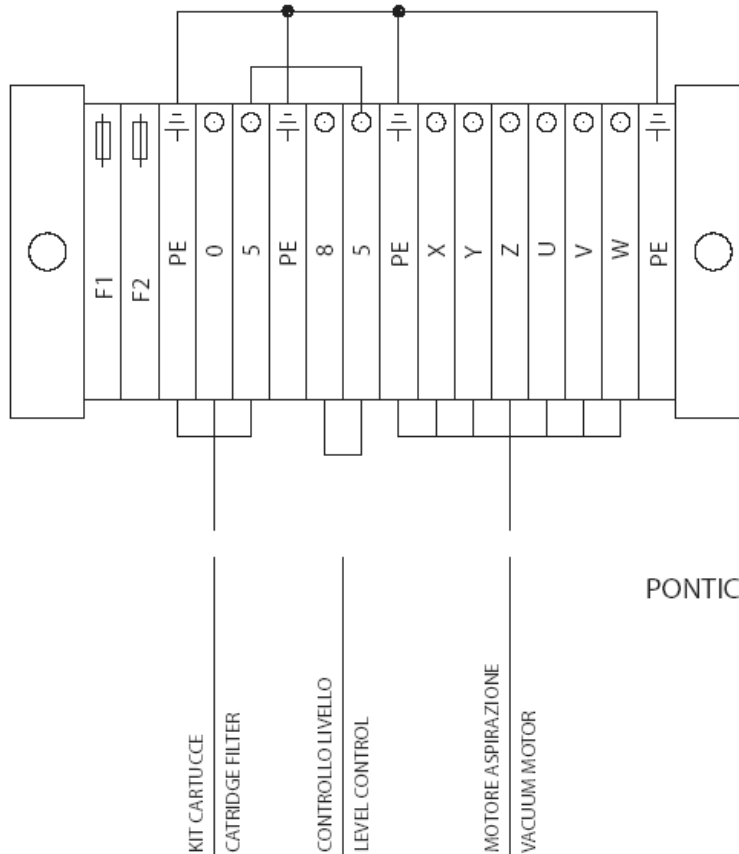 F1
F2
PE
0
5
PE
8
5
PE
X
Y
Z
U
V
W
PE
PONTIC
KIT CARTUCCE
CATRIDGE FILTER
CONTROLLO LIVELLO
LEVEL CONTROL
MOTORE ASPIRAZIONE
VACUUM MOTOR